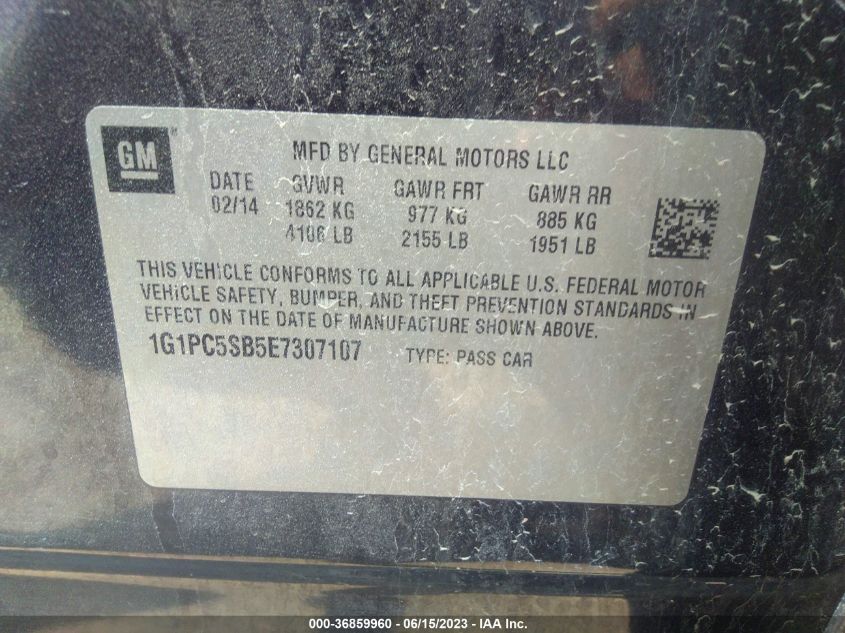 GM
MFD BY GENERAL MOTORS LLC
DATE GVWR GAWR FRT GAWR RR
02/14 1862 KG 977 KG 885 KG
4106 LB 2155 LB 1951 LB
THIS VEHICLE CONFORMS TO ALL APPLICABLE U.S. FEDERAL MOTOR
VEHICLE SAFETY, BUMPER, AND THEFT PREVENTION STANDARDS IN
EFFECT ON THE DATE OF MANUFACTURE SHOWN ABOVE.
1G1PC5SB5E7307107 TYPE: PASS CAR
000-36859960 - 06/15/2023 - IAA Inc.